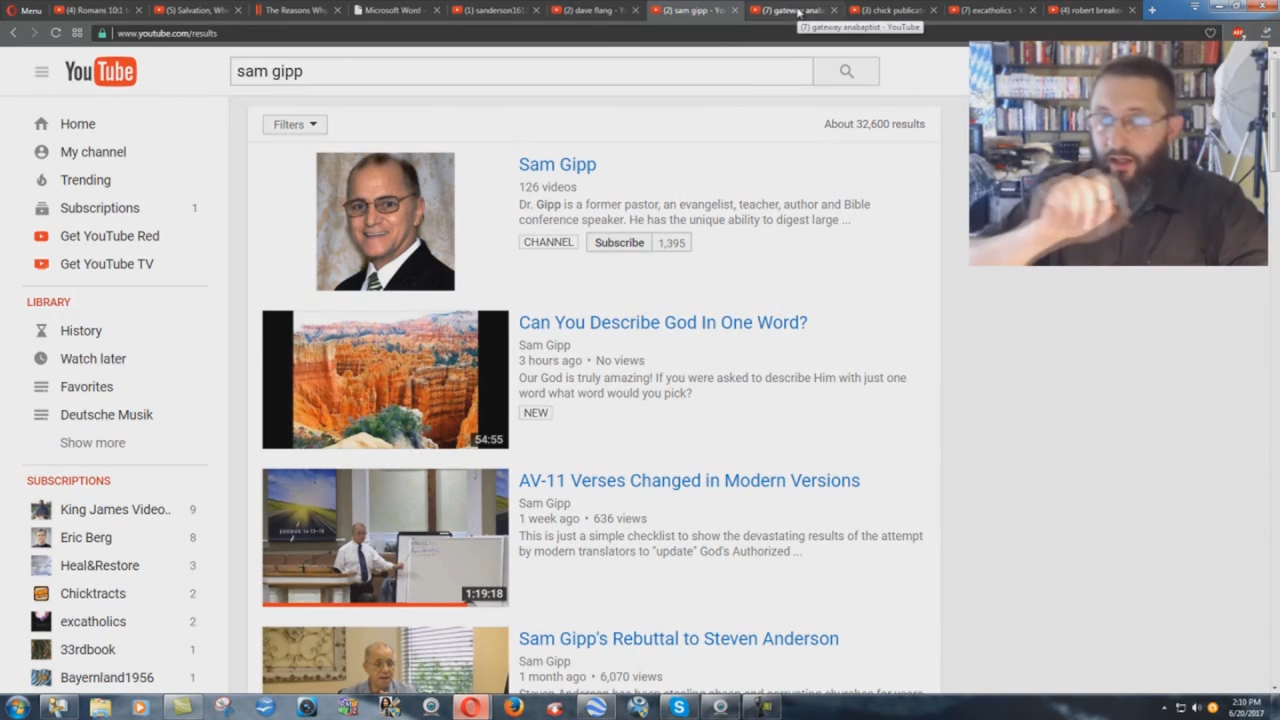 Menu
(4) Romans 10:1
(5) Salvation, Wh
The Reasons Why
Microsoft Word
(1) sanderson161
(2) dave flang - Yo
(2) sam gipp - Yo
(7) gateway anab
(3) chick publicat
(7) excatholics - Y
(4) robert breake
www.youtube.com/results
(7) gateway anabaptist - YouTube
YouTube
sam gipp
Home
My channel
Trending
Subscriptions 1
Get YouTube Red
Get YouTube TV
LIBRARY
History
Watch later
Favorites
Deutsche Musik
Show more
SUBSCRIPTIONS
King James Video.. 9
Eric Berg 8
Heal&Restore 3
Chicktracts 2
excatholics 2
33rdbook 1
Bayernland1956 1
Filters
About 32,600 results
Sam Gipp
126 videos
Dr. Gipp is a former pastor, an evangelist, teacher, author and Bible
conference speaker. He has the unique ability to digest large ...
CHANNEL Subscribe 1,395
Can You Describe God In One Word?
Sam Gipp
3 hours ago • No views
Our God is truly amazing! If you were asked to describe Him with just one
word what word would you pick?
NEW
54:55
AV-11 Verses Changed in Modern Versions
Sam Gipp
1 week ago • 636 views
This is just a simple checklist to show the devastating results of the attempt
by modern translators to "update" God's Authorized ...
1:19:18
Sam Gipp's Rebuttal to Steven Anderson
Sam Gipp
1 month ago • 6,070 views
2:10 PM
6/20/2017